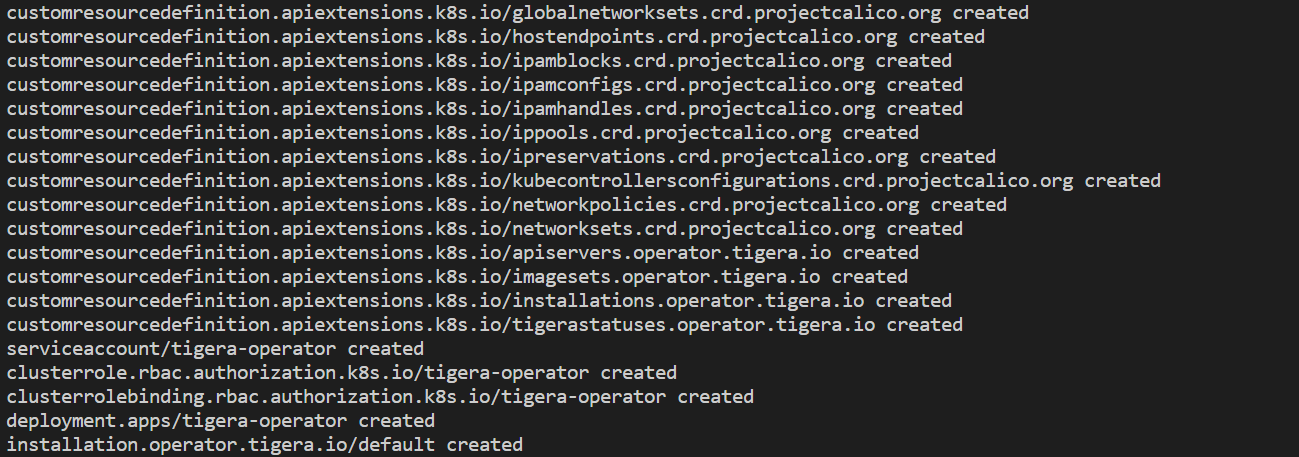 customresourcedefinition.apiextensions.k8s.io/globalnetworksets.crd.projectcalico.org created
customresourcedefinition.apiextensions.k8s.io/hostendpoints.crd.projectcalico.org created
customresourcedefinition.apiextensions.k8s.io/ipamblocks.crd.projectcalico.org created
customresourcedefinition.apiextensions.k8s.io/ipamconfigs.crd.projectcalico.org created
customresourcedefinition.apiextensions.k8s.io/ipamhandles.crd.projectcalico.org created
customresourcedefinition.apiextensions.k8s.io/ippools.crd.projectcalico.org created
customresourcedefinition.apiextensions.k8s.io/ipreservations.crd.projectcalico.org created
customresourcedefinition.apiextensions.k8s.io/kubecontrollersconfigurations.crd.projectcalico.org created
customresourcedefinition.apiextensions.k8s.io/networkpolicies.crd.projectcalico.org created
customresourcedefinition.apiextensions.k8s.io/networksets.crd.projectcalico.org created
customresourcedefinition.apiextensions.k8s.io/apiservers.operator.tigera.io created
customresourcedefinition.apiextensions.k8s.io/imagesets.operator.tigera.io created
customresourcedefinition.apiextensions.k8s.io/installations.operator.tigera.io created
customresourcedefinition.apiextensions.k8s.io/tigerastatuses.operator.tigera.io created
serviceaccount/tigera-operator created
clusterrole.rbac.authorization.k8s.io/tigera-operator created
clusterrolebinding.rbac.authorization.k8s.io/tigera-operator created
deployment.apps/tigera-operator created
installation.operator.tigera.io/default created